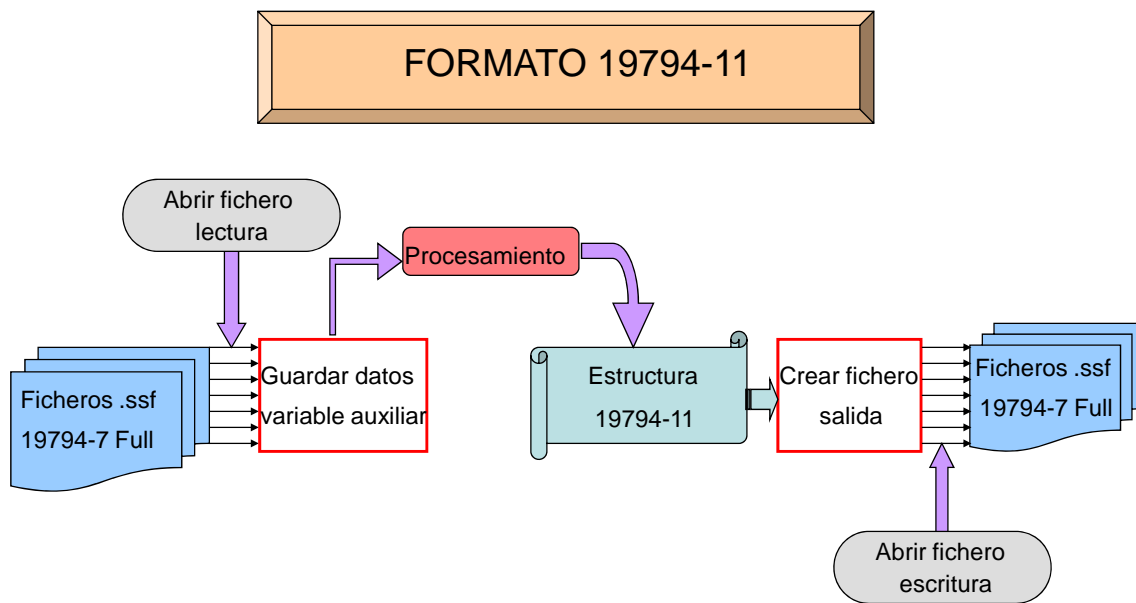 FORMATO 19794-11
Abrir fichero
lectura
Procesamiento
Ficheros .ssf
19794-7 Full
Guardar datos
variable auxiliar
Estructura
19794-11
Crear fichero
salida
Ficheros .ssf
19794-7 Full
Abrir fichero
escritura